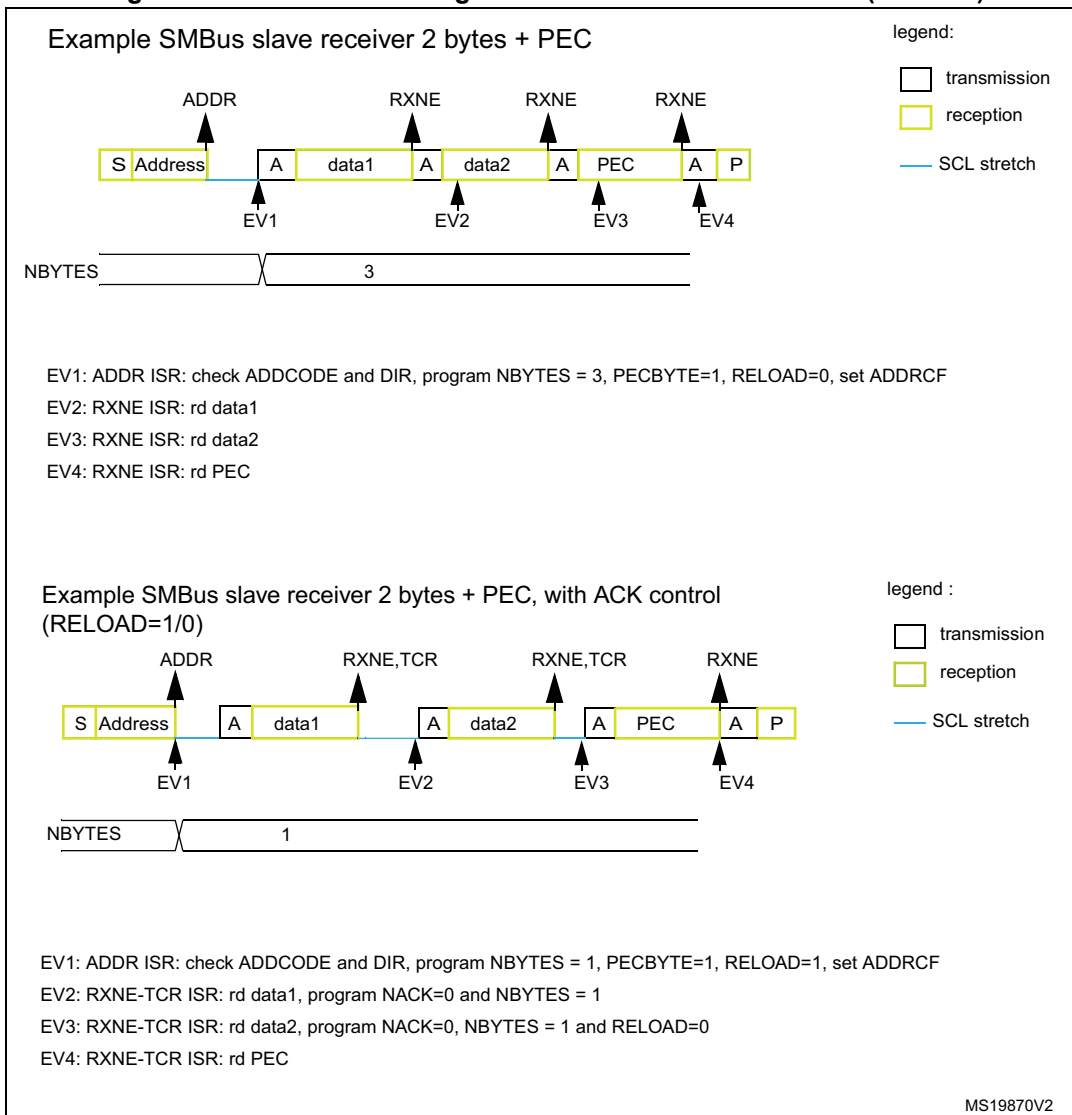 Example SMBus slave receiver 2 bytes + PEC
legend:
transmission
reception
SCL stretch
ADDR RXNE RXNE RXNE
S Address A data1 A data2 A PEC A P
EV1 EV2 EV3 EV4
NBYTES 3
EV1: ADDR ISR: check ADDCODE and DIR, program NBYTES = 3, PECBYTE=1, RELOAD=0, set ADDRCF
EV2: RXNE ISR: rd data1
EV3: RXNE ISR: rd data2
EV4: RXNE ISR: rd PEC
Example SMBus slave receiver 2 bytes + PEC, with ACK control
(RELOAD=1/0)
legend :
transmission
reception
SCL stretch
ADDR RXNE,TCR RXNE,TCR RXNE
S Address A data1 A data2 A PEC A P
EV1 EV2 EV3 EV4
NBYTES 1
EV1: ADDR ISR: check ADDCODE and DIR, program NBYTES = 1, PECBYTE=1, RELOAD=1, set ADDRCF
EV2: RXNE-TCR ISR: rd data1, program NACK=0 and NBYTES = 1
EV3: RXNE-TCR ISR: rd data2, program NACK=0, NBYTES = 1 and RELOAD=0
EV4: RXNE-TCR ISR: rd PEC
MS19870V2